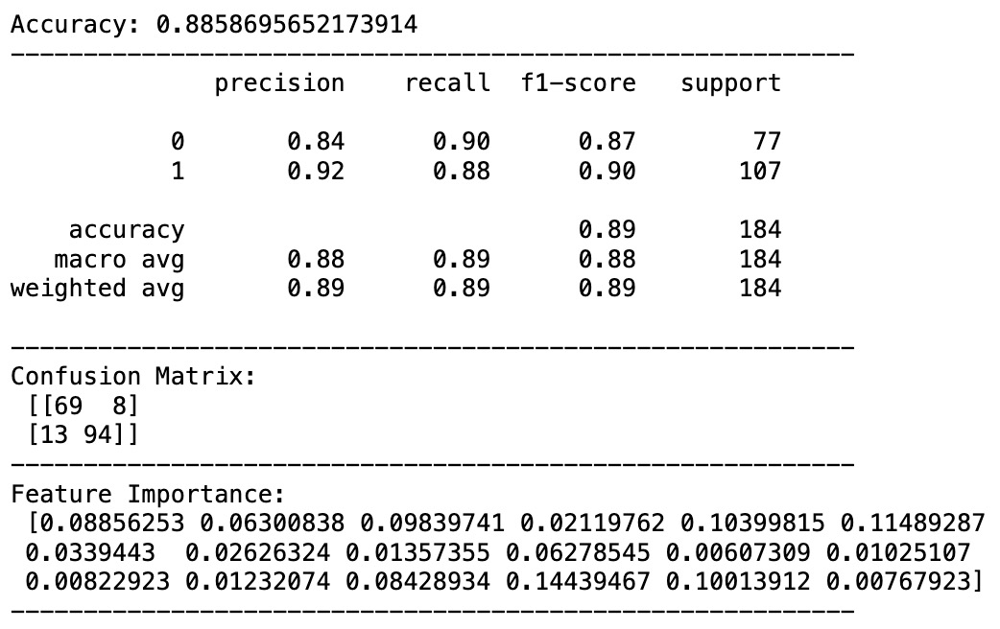 Accuracy: 0.8858695652173914
----------------------------------------------------------
              precision    recall  f1-score   support

           0       0.84      0.90      0.87        77
           1       0.92      0.88      0.90       107

    accuracy                           0.89       184
   macro avg       0.88      0.89      0.88       184
weighted avg       0.89      0.89      0.89       184

----------------------------------------------------------
Confusion Matrix:
 [[69  8]
 [13 94]]
----------------------------------------------------------
Feature Importance:
 [0.08856253 0.06300838 0.09839741 0.02119762 0.10399815 0.11489287
 0.0339443  0.02626324 0.01357355 0.06278545 0.00607309 0.01025107
 0.00822923 0.01232074 0.08428934 0.14439467 0.10013912 0.00767923]
----------------------------------------------------------